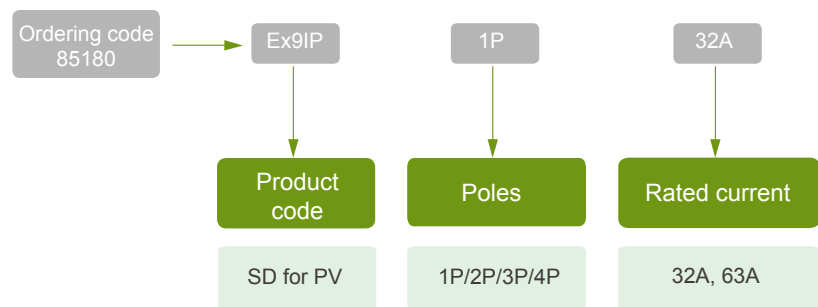 Ordering code
85180
Ex9IP
1P
32A
Product
code
Poles
Rated current
SD for PV
1P/2P/3P/4P
32A, 63A